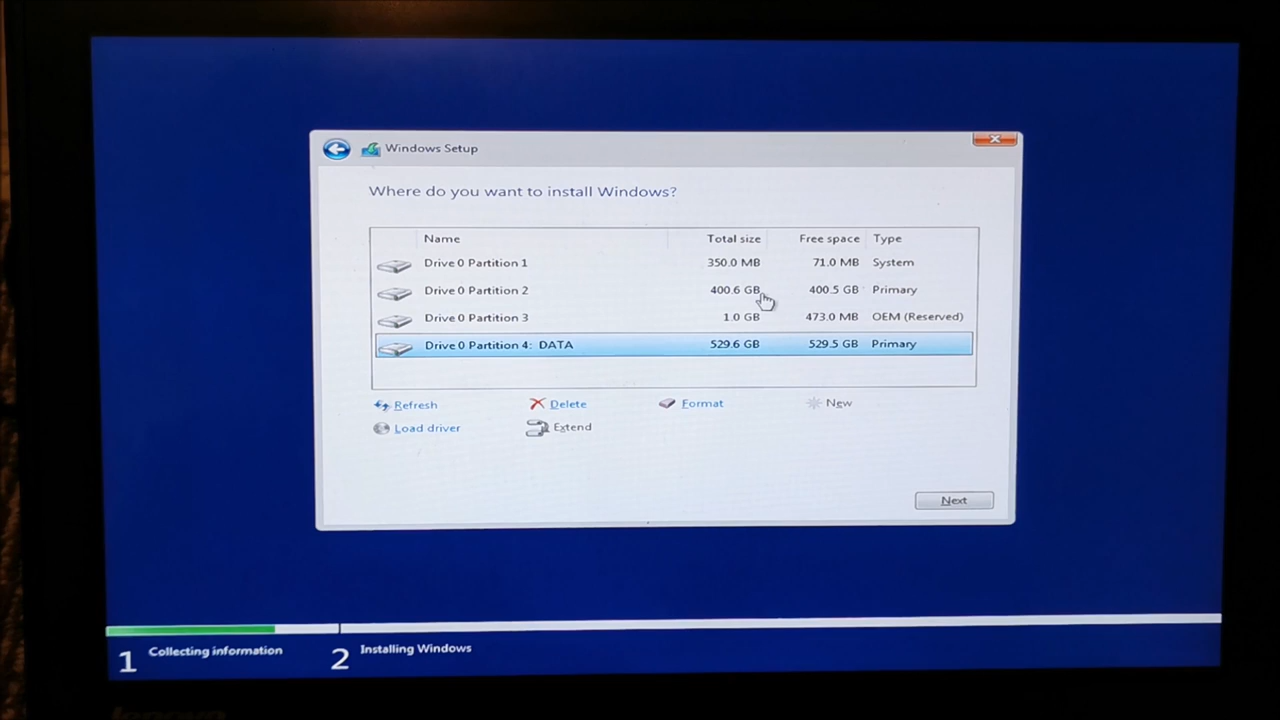 Windows Setup
Where do you want to install Windows?
Name Total size Free space Type
Drive 0 Partition 1 350.0 MB 71.0 MB System
Drive 0 Partition 2 400.6 GB 400.5 GB Primary
Drive 0 Partition 3 1.0 GB 473.0 MB OEM (Reserved)
Drive 0 Partition 4: DATA 529.6 GB 529.5 GB Primary
Refresh Delete Format New
Load driver Extend
Next
1 Collecting information 2 Installing Windows
lenovo